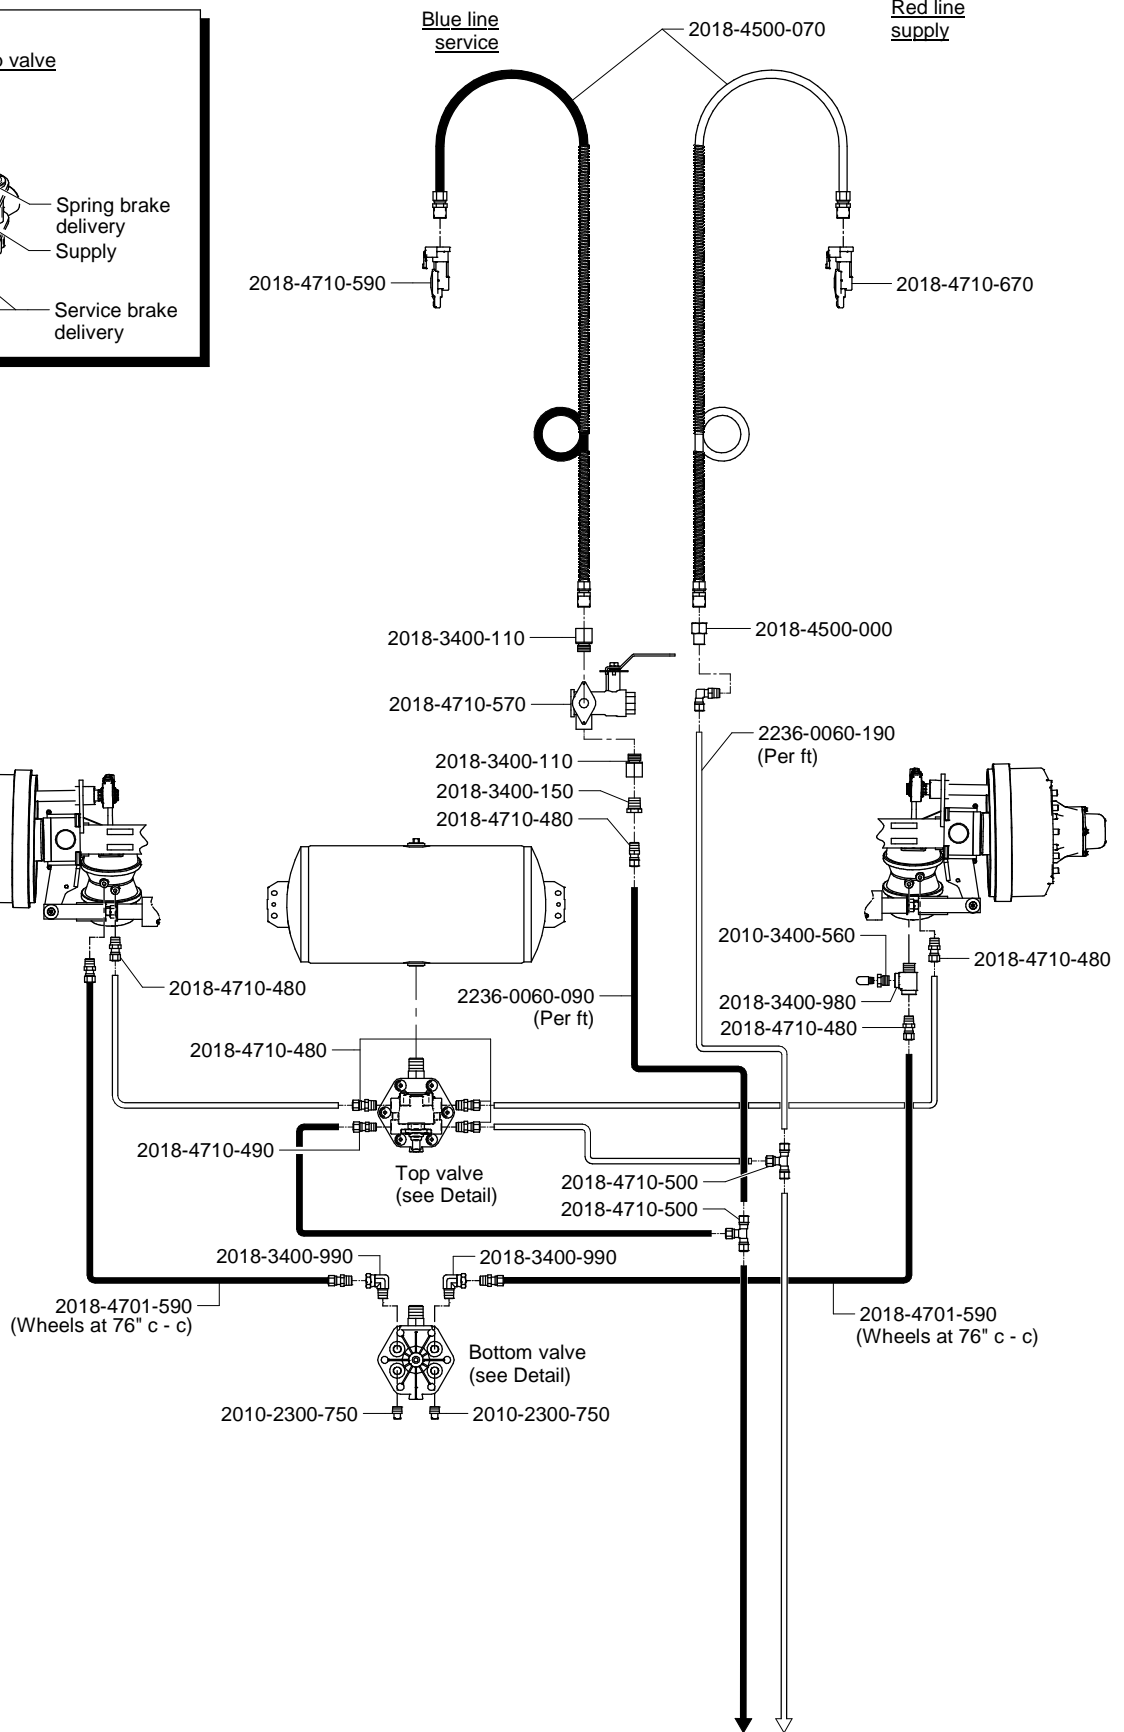 Blue line
service
Red line
supply
valve
2018-4500-070
Spring brake
delivery
Supply
Service brake
delivery
2018-4710-590
2018-4710-670
2018-3400-110
2018-4500-000
2018-4710-570
2236-0060-190
(Per ft)
2018-3400-110
2018-3400-150
2018-4710-480
2010-3400-560
2018-4710-480
2018-4710-480
2236-0060-090
(Per ft)
2018-3400-980
2018-4710-480
2018-4710-480
2018-4710-490
Top valve
(see Detail)
2018-4710-500
2018-4710-500
2018-3400-990
2018-3400-990
2018-4701-590
(Wheels at 76" c - c)
2018-4701-590
(Wheels at 76" c - c)
Bottom valve
(see Detail)
2010-2300-750
2010-2300-750